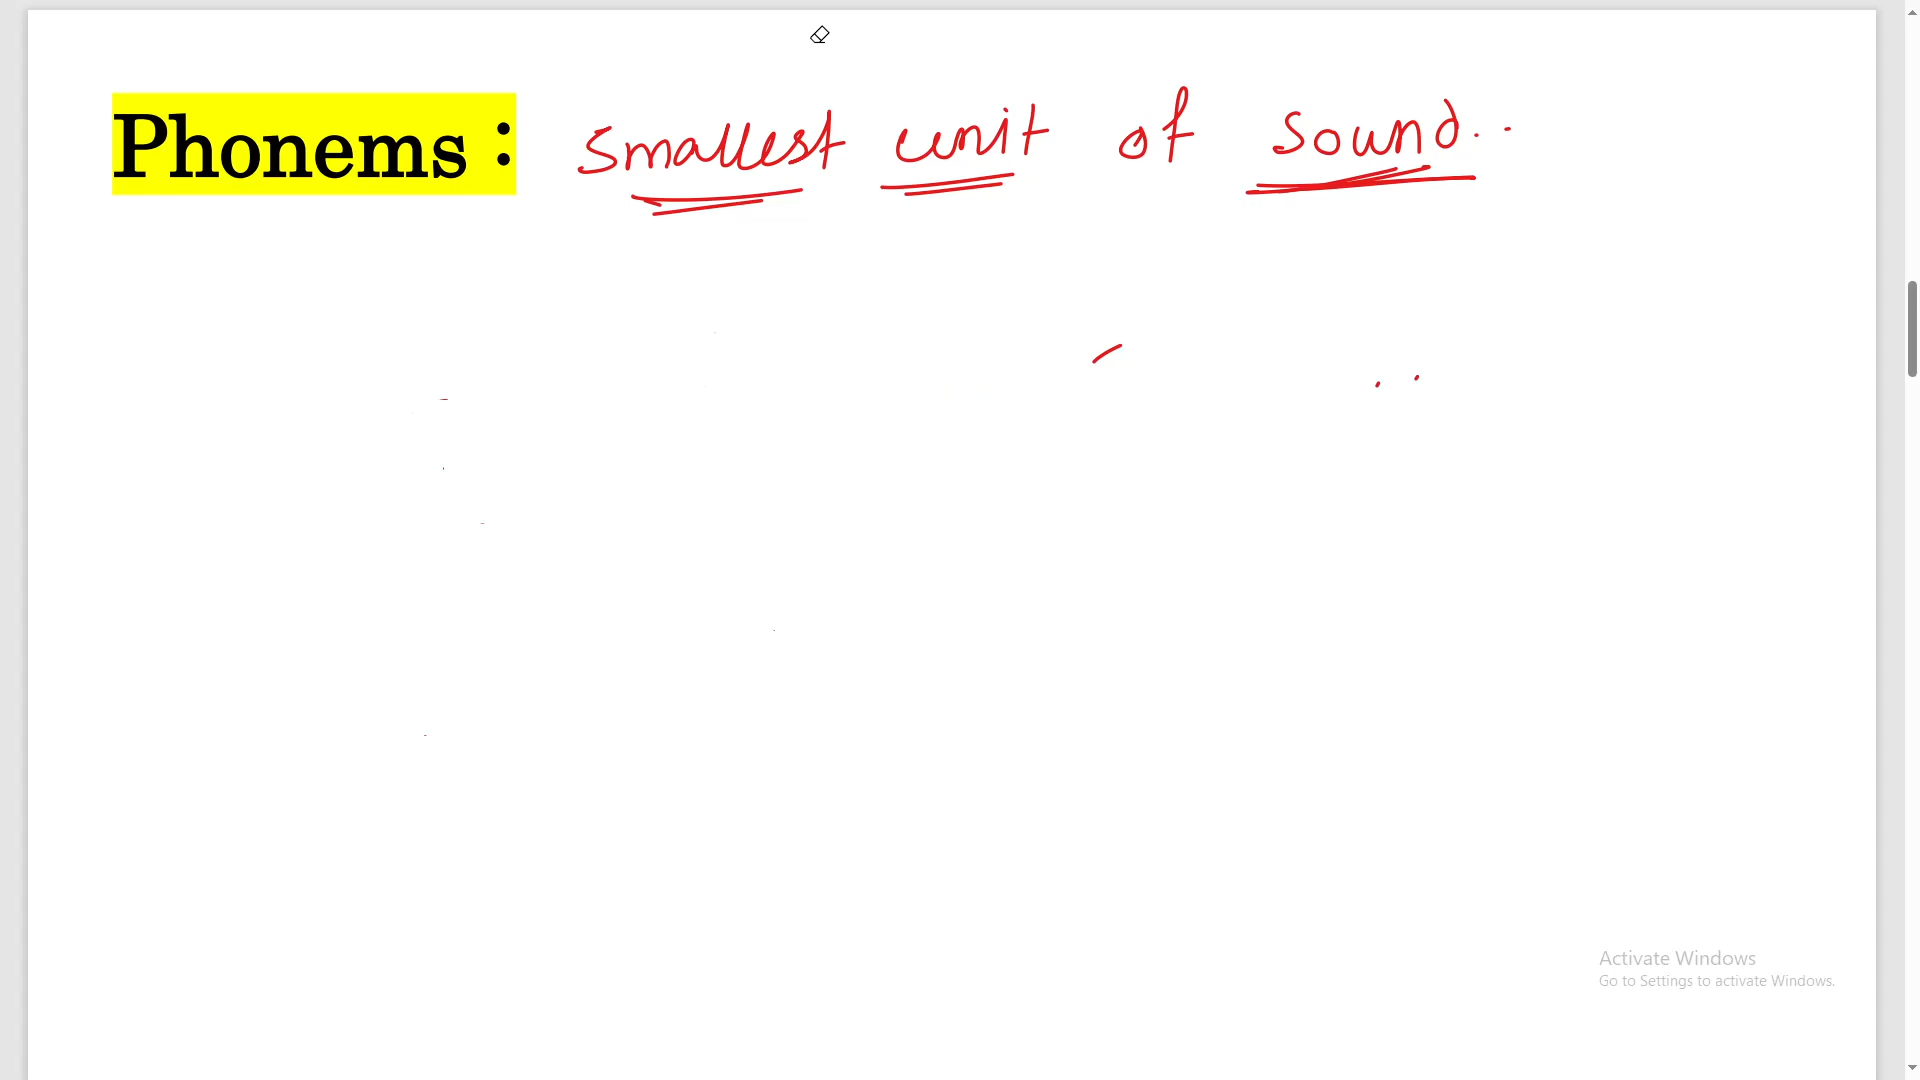 Phonems : Smallest unit of Sound..
Activate Windows
Go to Settings to activate Windows.